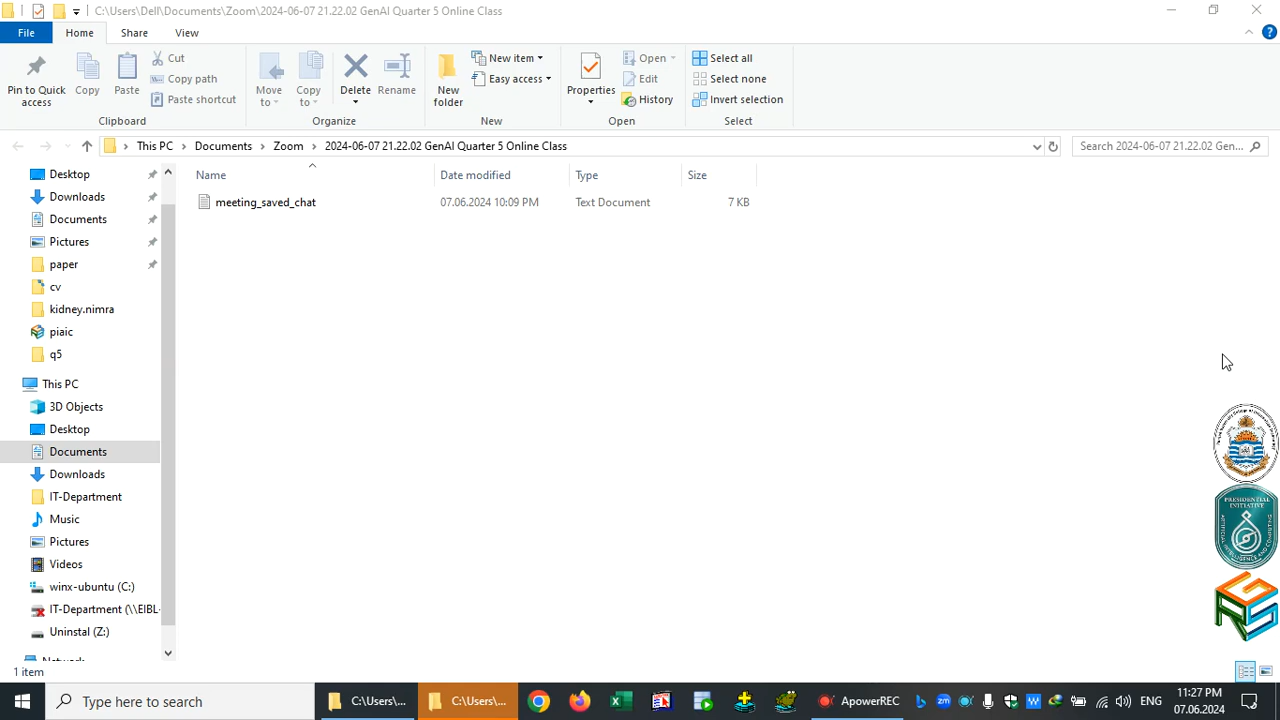 C:\Users\Dell\Documents\Zoom\2024-06-07 21.22.02 GenAI Quarter 5 Online Class
File Home Share View
Pin to Quick access
Copy
Paste
Cut
Copy path
Paste shortcut
Clipboard
Move to
Copy to
Delete
Rename
Organize
New folder
New item
Easy access
New
Properties
Open
Edit
History
Open
Select all
Select none
Invert selection
Select
This PC > Documents > Zoom > 2024-06-07 21.22.02 GenAI Quarter 5 Online Class
Search 2024-06-07 21.22.02 Gen...
Name Date modified Type Size
meeting_saved_chat 07.06.2024 10:09 PM Text Document 7 KB
Desktop
Downloads
Documents
Pictures
paper
cv
kidney.nimra
piaic
q5
This PC
3D Objects
Desktop
Documents
Downloads
IT-Department
Music
Pictures
Videos
winx-ubuntu (C:)
IT-Department (\\EIBL-
Uninstal (Z:)
Network
PRESIDENTIAL INITIATIVE
ARTIFICIAL INTELLIGENCE AND COMPUTING
1 item
Type here to search
C:\Users\...
C:\Users\...
ApowerREC
ENG
11:27 PM
07.06.2024